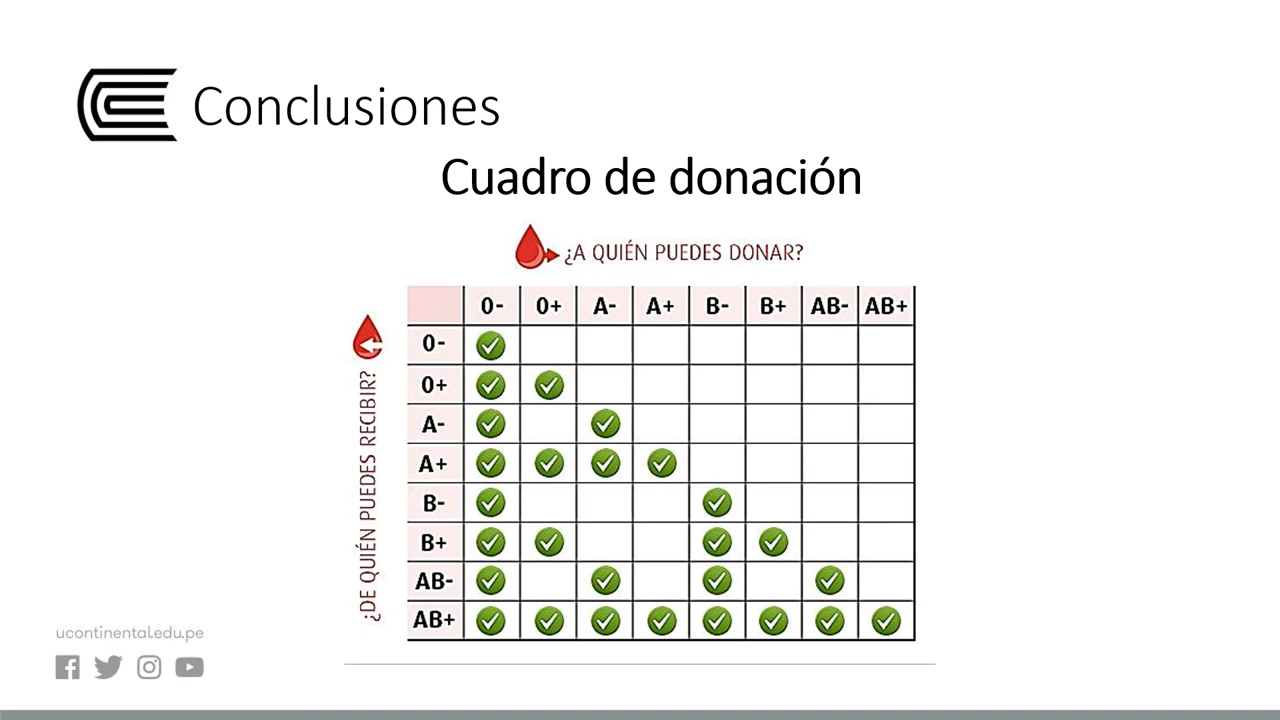 Conclusiones
Cuadro de donación
¿A QUIÉN PUEDES DONAR?
0- 0+ A- A+ B- B+ AB- AB+
¿DE QUIÉN PUEDES RECIBIR?
0-
0+
A-
A+
B-
B+
AB-
AB+
ucontinental.edu.pe